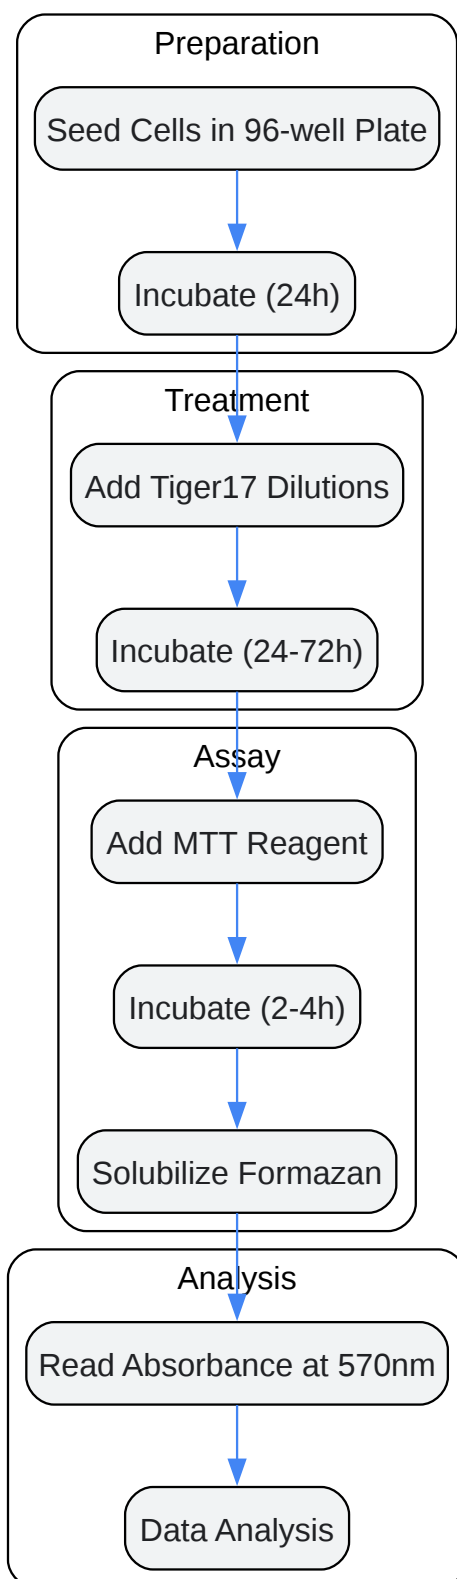 Preparation
Seed Cells in 96-well Plate
Incubate (24h)
Treatment
Add Tiger17 Dilutions
Incubate (24-72h)
Assay
Add MTT Reagent
Incubate (2-4h)
Solubilize Formazan
Analysis
Read Absorbance at 570nm
Data Analysis